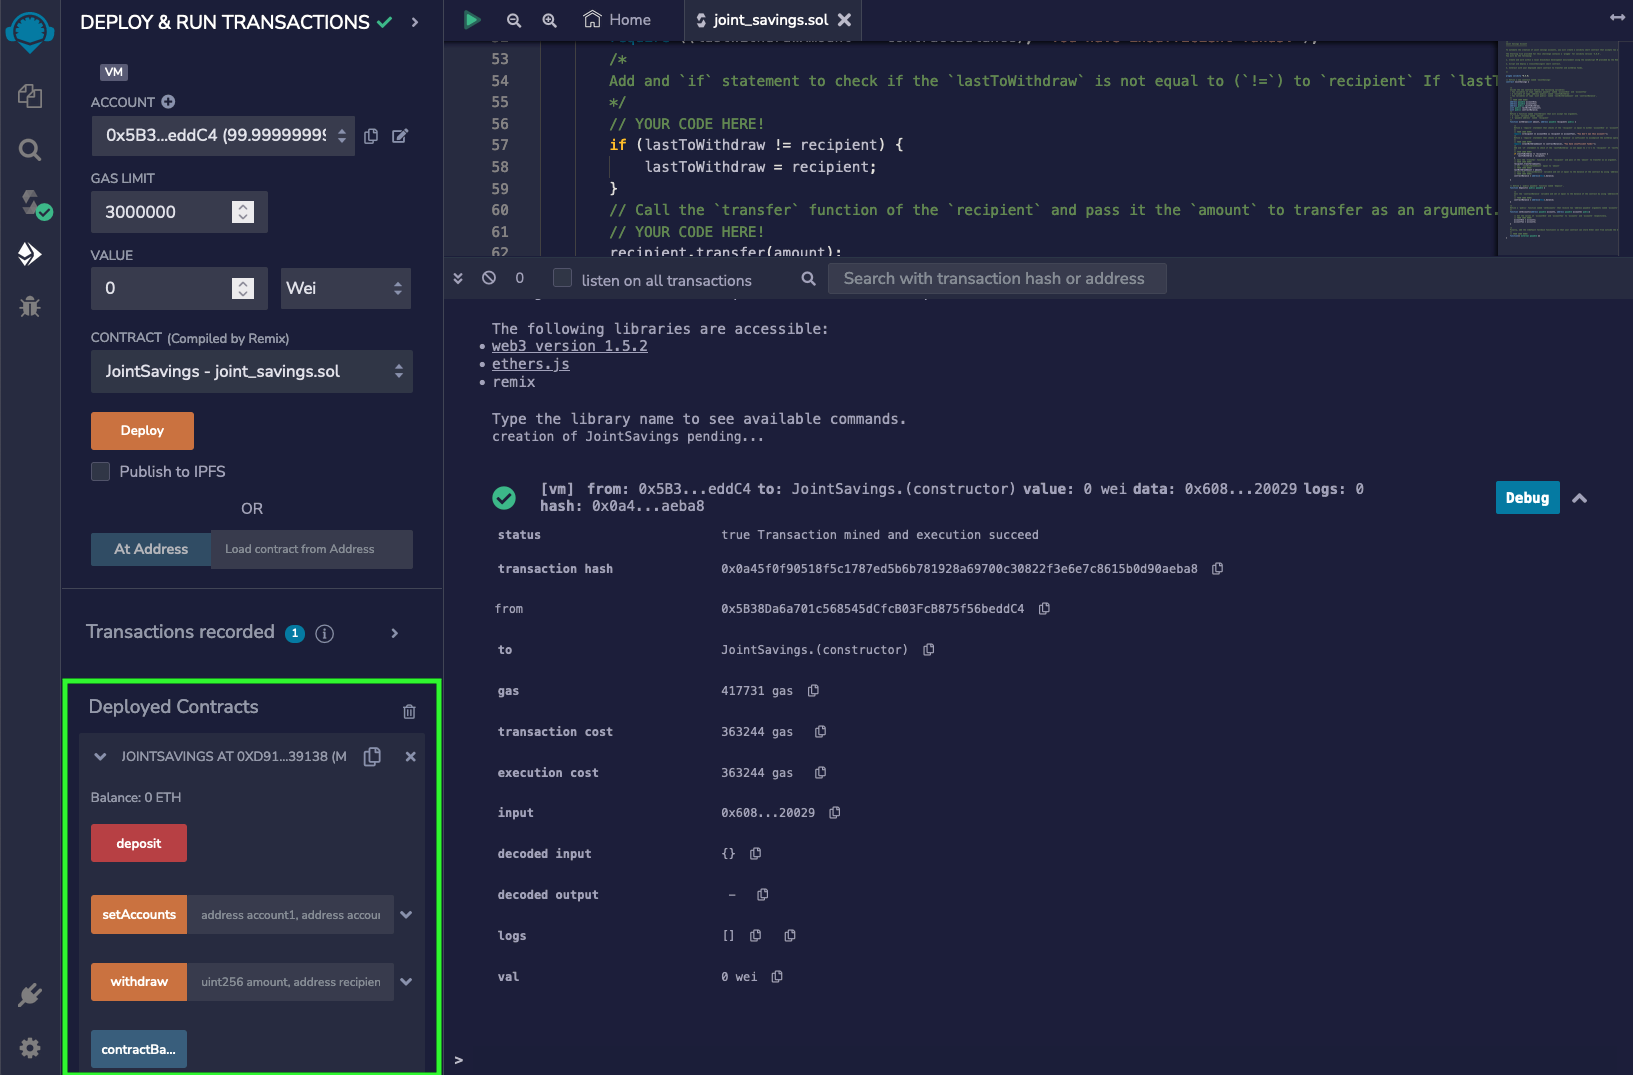 DEPLOY & RUN TRANSACTIONS
VM
ACCOUNT
0x5B3...eddC4 (99.9999999
GAS LIMIT
3000000
VALUE
0
Wei
CONTRACT (Compiled by Remix)
JointSavings - joint_savings.sol
Deploy
Publish to IPFS
OR
At Address
Load contract from Address
Transactions recorded 1
Deployed Contracts
JOINTSAVINGS AT 0XD91...39138 (M
Balance: 0 ETH
deposit
setAccounts
address account1, address accou
withdraw
uint256 amount, address recipien
contractBa...
Home
joint_savings.sol
53 /*
54 Add and `if` statement to check if the `lastToWithdraw` is not equal to (`!=`) to `recipient` If `last
55 */
56 // YOUR CODE HERE!
57 if (lastToWithdraw != recipient) {
58 lastToWithdraw = recipient;
59 }
60 // Call the `transfer` function of the `recipient` and pass it the `amount` to transfer as an argument.
61 // YOUR CODE HERE!
62 recipient.transfer(amount);
0
listen on all transactions
Search with transaction hash or address
The following libraries are accessible:
• web3 version 1.5.2
• ethers.js
• remix
Type the library name to see available commands.
creation of JointSavings pending...
[vm] from: 0x5B3...eddC4 to: JointSavings.(constructor) value: 0 wei data: 0x608...20029 logs: 0
hash: 0x0a4...aeba8
Debug
status true Transaction mined and execution succeed
transaction hash 0x0a45f0f90518f5c1787ed5b6b781928a69700c30822f3e6e7c8615b0d90aeba8
from 0x5B38Da6a701c568545dCfcB03FcB875f56beddC4
to JointSavings.(constructor)
gas 417731 gas
transaction cost 363244 gas
execution cost 363244 gas
input 0x608...20029
decoded input {}
decoded output -
logs []
val 0 wei
>